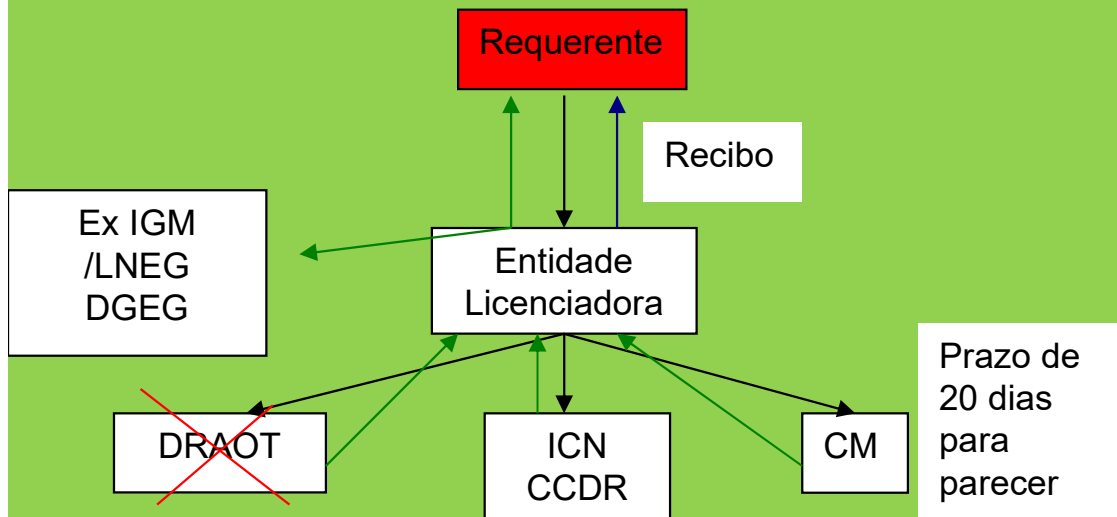 Requerente
Recibo
Ex IGM
/LNEG
DGEG
Entidade
Licenciadora
Prazo de
20 dias
para
parecer
DRAOT
ICN
CCDR
CM